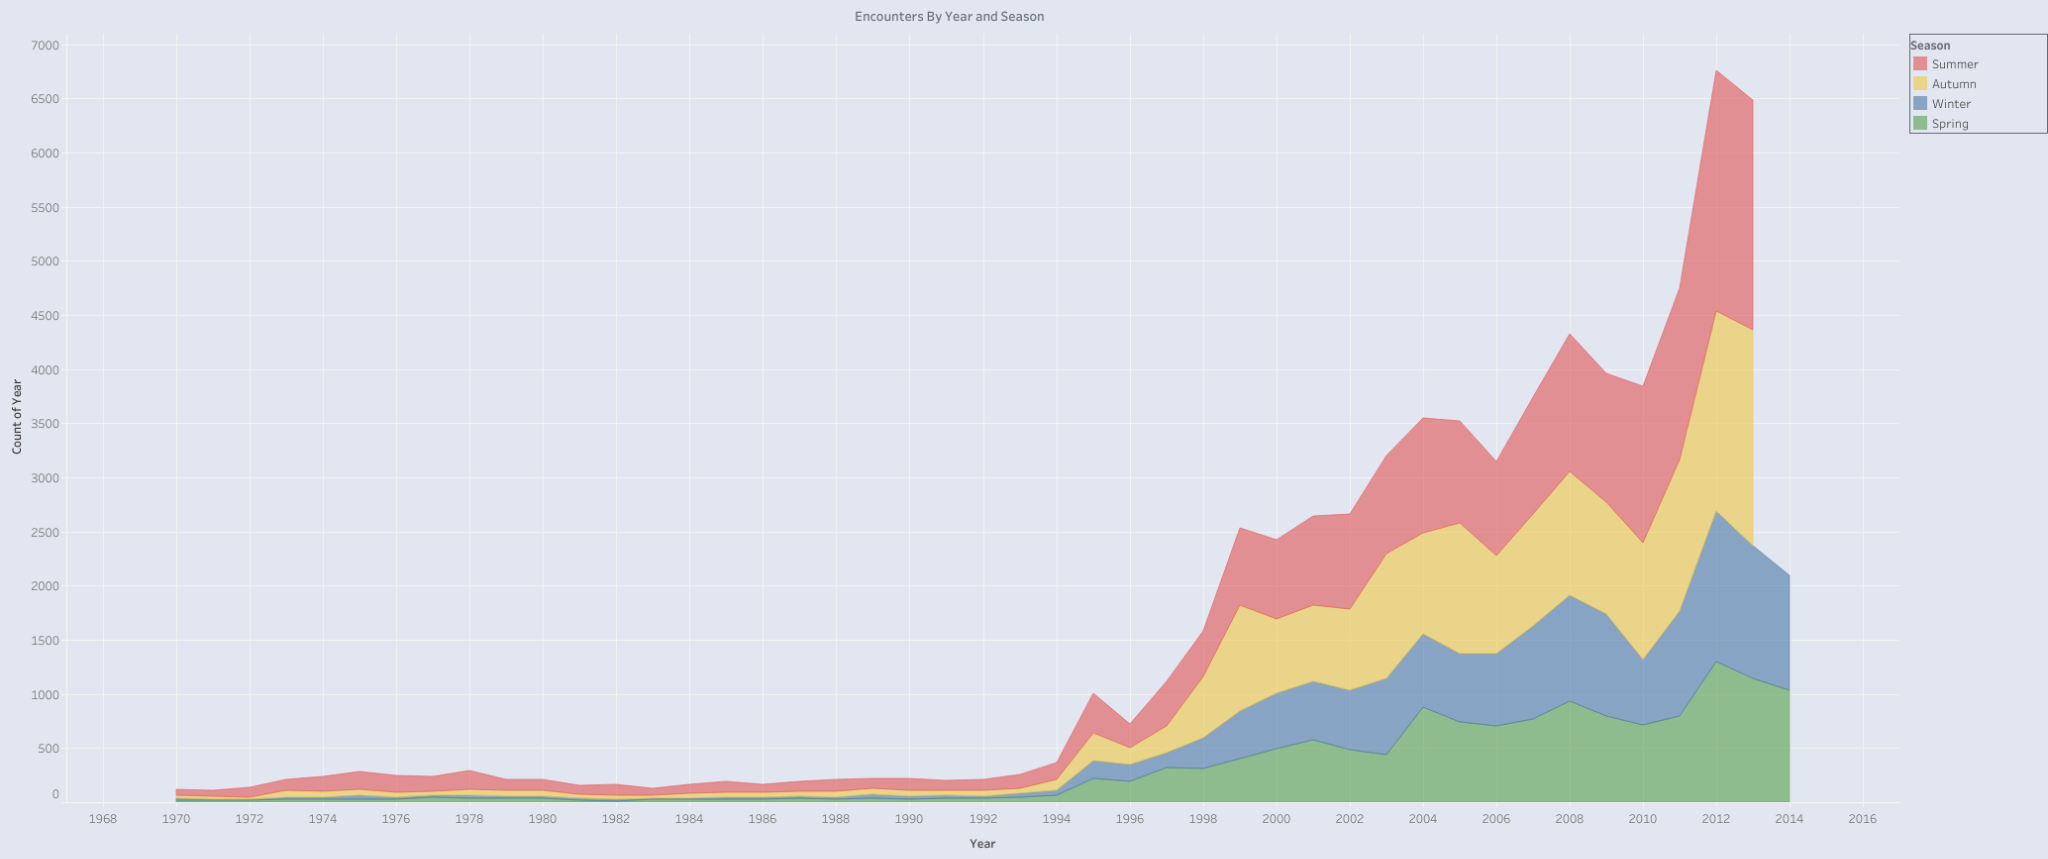 Encounters By Year and Season
Season
Summer
Autumn
Winter
Spring
7000
6500
6000
5500
5000
4500
4000
3500
3000
2500
2000
1500
1000
500
0
Count of Year
1968 1970 1972 1974 1976 1978 1980 1982 1984 1986 1988 1990 1992 1994 1996 1998 2000 2002 2004 2006 2008 2010 2012 2014 2016
Year